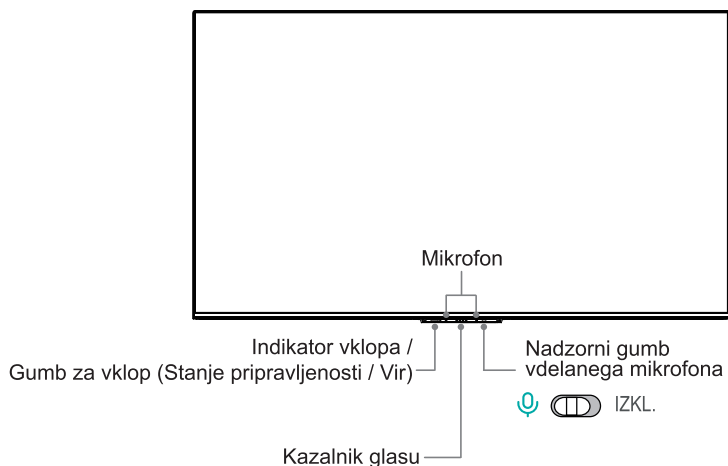 Mikrofon
Indikator vklopa /
Gumb za vklop (Stanje pripravljenosti / Vir)
Nadzorni gumb
vdelanega mikrofona
IZKL.
Kazalnik glasu